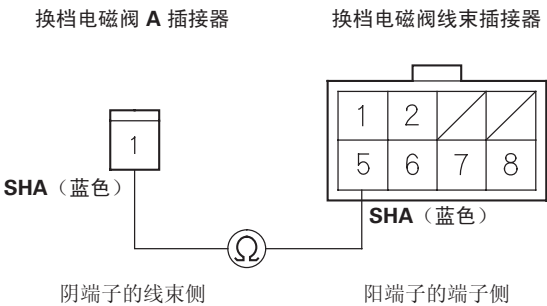 换档电磁阀 A 插接器
换档电磁阀线束插接器
1 2
1
5 6 7 8
SHA（蓝色）
SHA（蓝色）
Ω
阴端子的线束侧
阳端子的端子侧